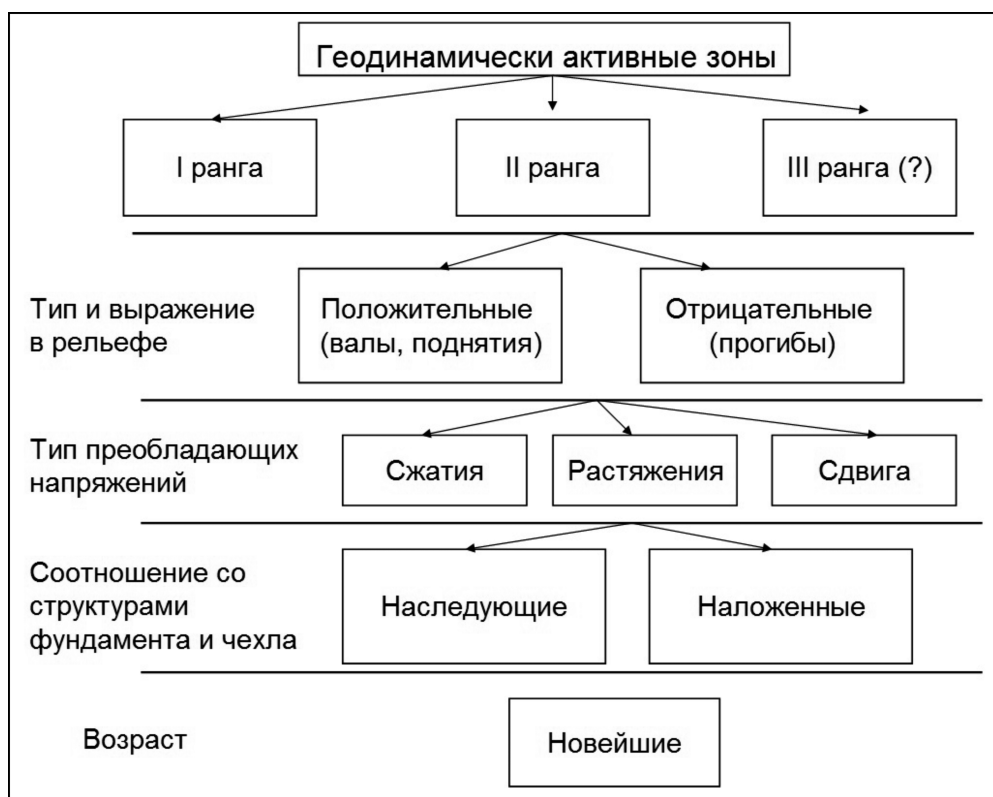 Геодинамически активные зоны
I ранга
II ранга
III ранга (?)
Тип и выражение
в рельефе
Положительные
(валы, поднятия)
Отрицательные
(прогибы)
Тип преобладающих
напряжений
Сжатия
Растяжения
Сдвига
Соотношение со
структурами
фундамента и чехла
Наследующие
Наложенные
Возраст
Новейшие